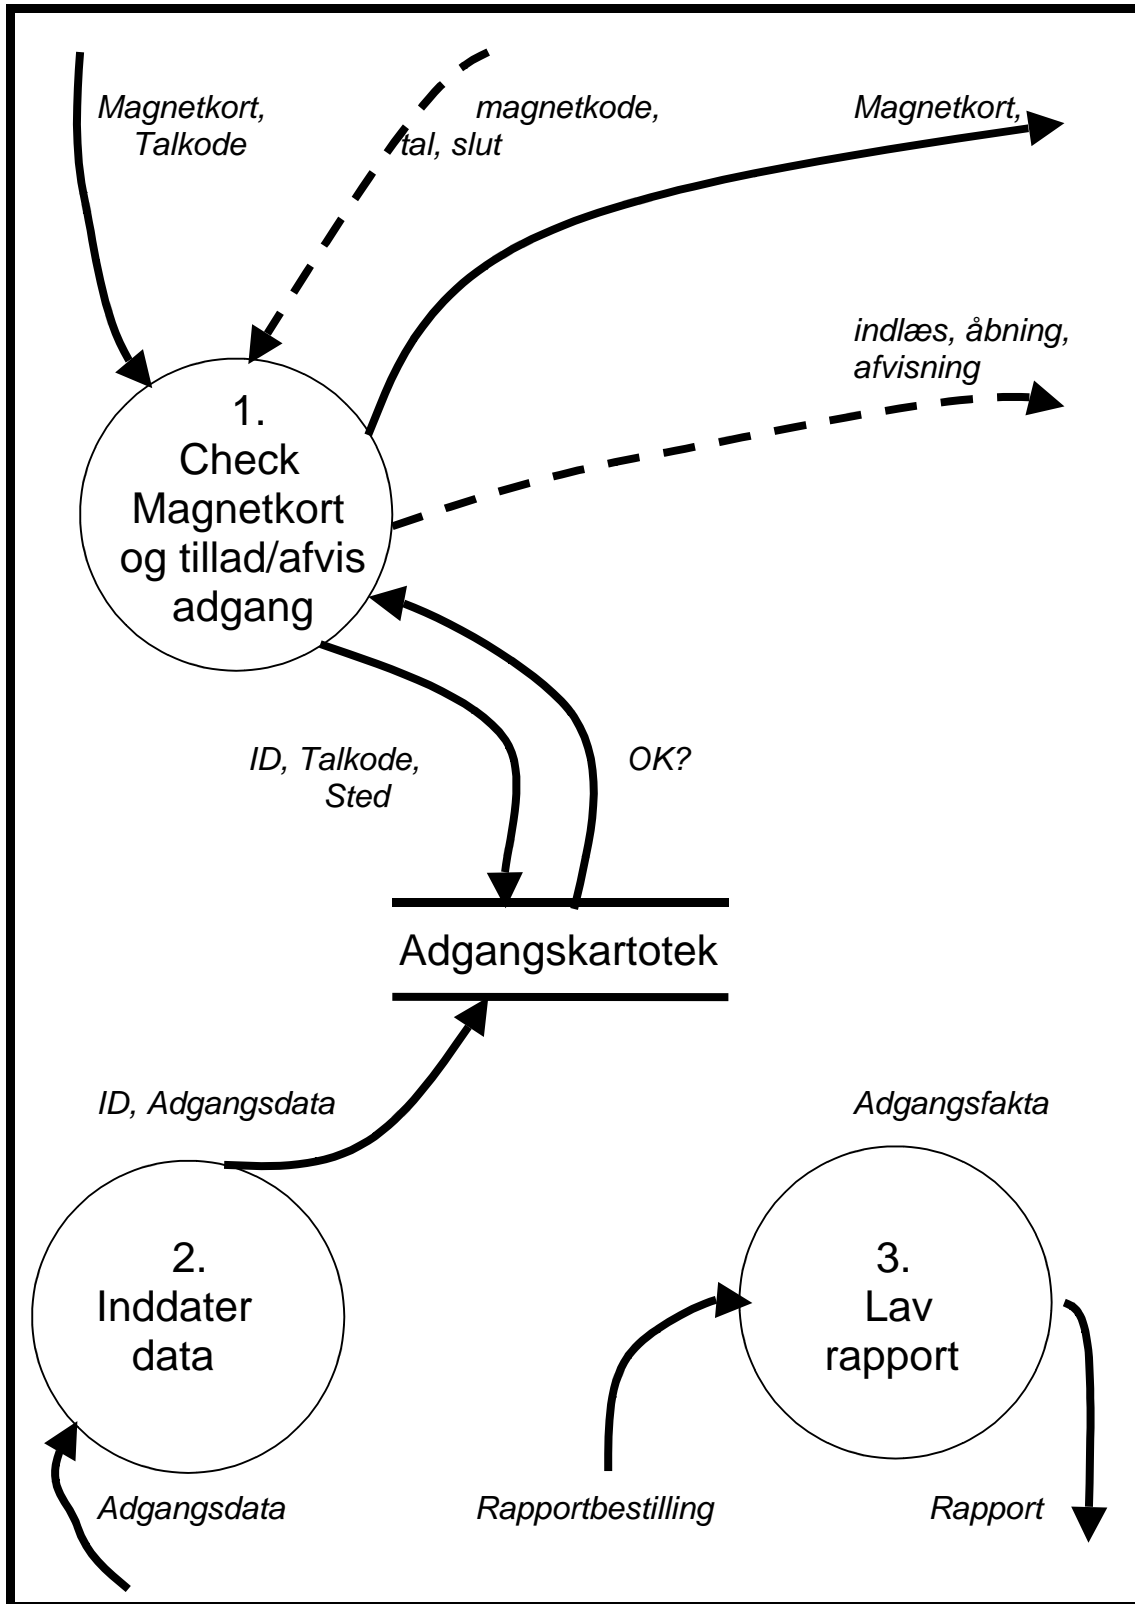 Magnetkort,
Talkode
magnetkode,
tal, slut
Magnetkort,
indlæs, åbning,
afvisning
1.
Check
Magnetkort
og tillad/afvis
adgang
ID, Talkode,
Sted
OK?
Adgangskartotek
ID, Adgangsdata
Adgangsfakta
2.
Inddater
data
3.
Lav
rapport
Adgangsdata
Rapportbestilling
Rapport